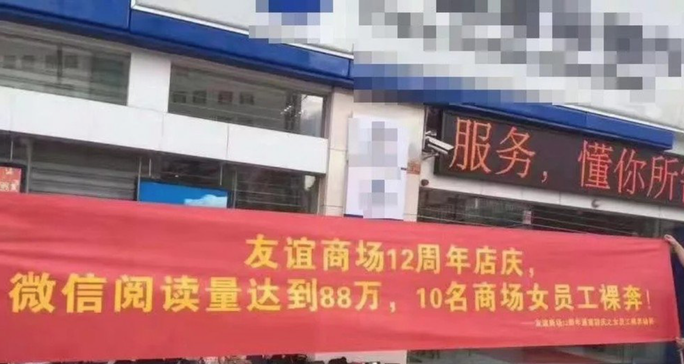 服务，懂你所
友谊商场12周年店庆，
微信阅读量达到88万，10名商场女员工裸奔！